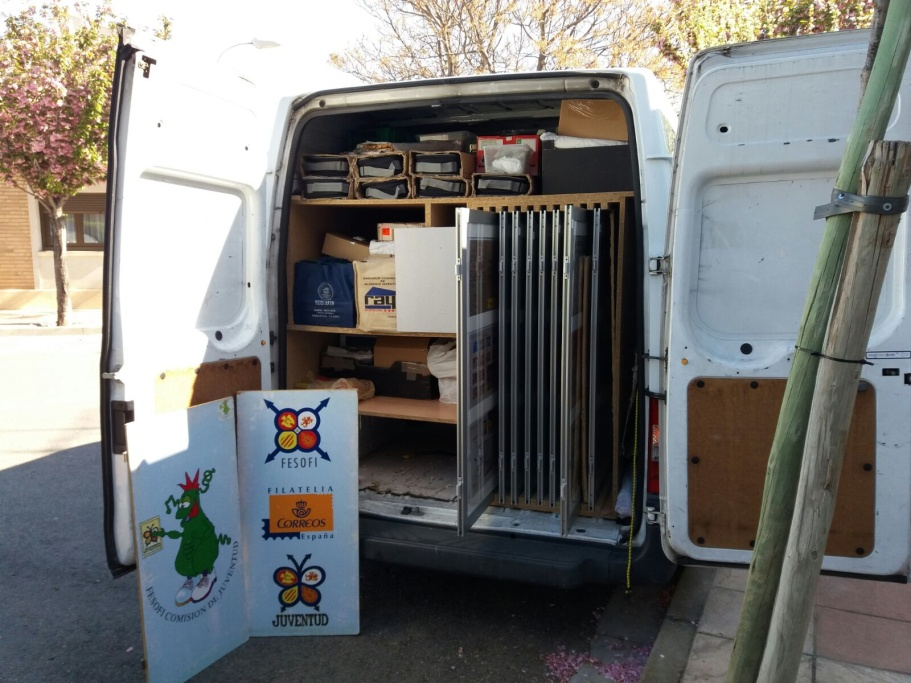 FESOFI COMISION DE JUVENTUD
FESOFI
FILATELIA
CORREOS
España
JUVENTUD